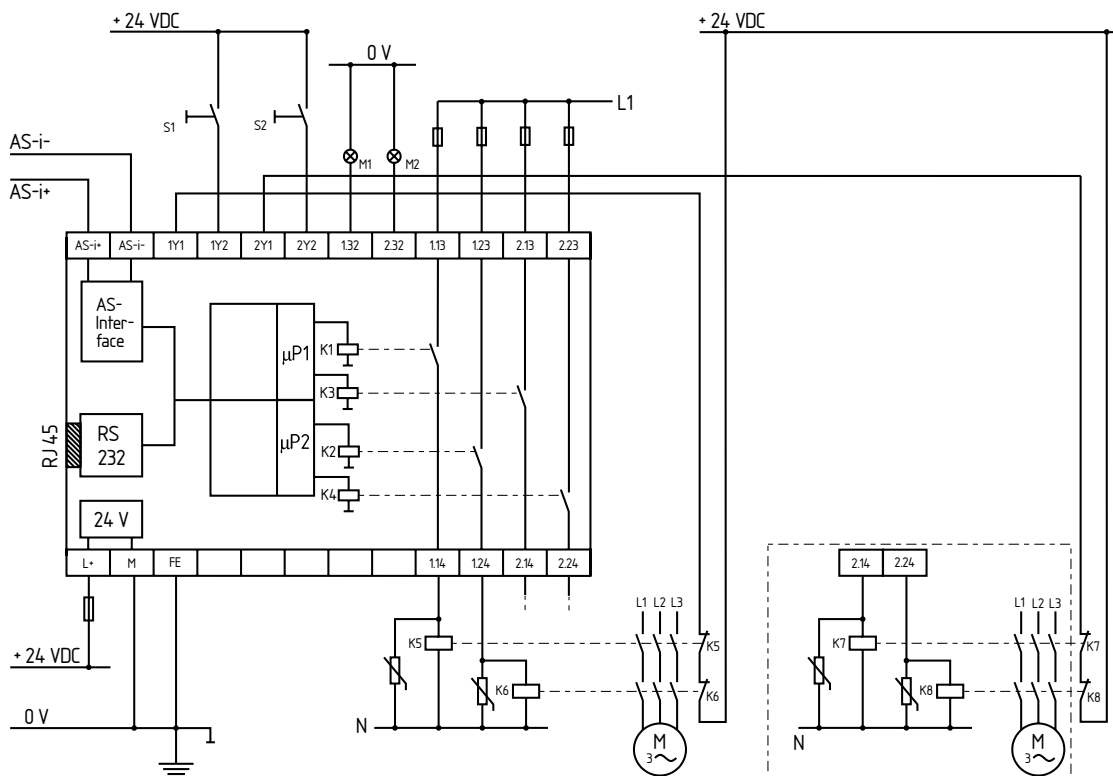 + 24 VDC
+ 24 VDC
0 V
L1
S1
S2
M1
M2
AS-i-
AS-i+
AS-i+ AS-i- 1Y1 1Y2 2Y1 2Y2 1.32 2.32 1.13 1.23 2.13 2.23
AS-
Inter-
face
µP1
K1
K3
RJ 45
RS
232
µP2
K2
K4
24 V
L+ M FE 1.14 1.24 2.14 2.24
2.14 2.24
L1 L2 L3
L1 L2 L3
K5
K5
K7
K7
+ 24 VDC
K6
K6
K8
K8
0 V
N
N
M
3~
M
3~